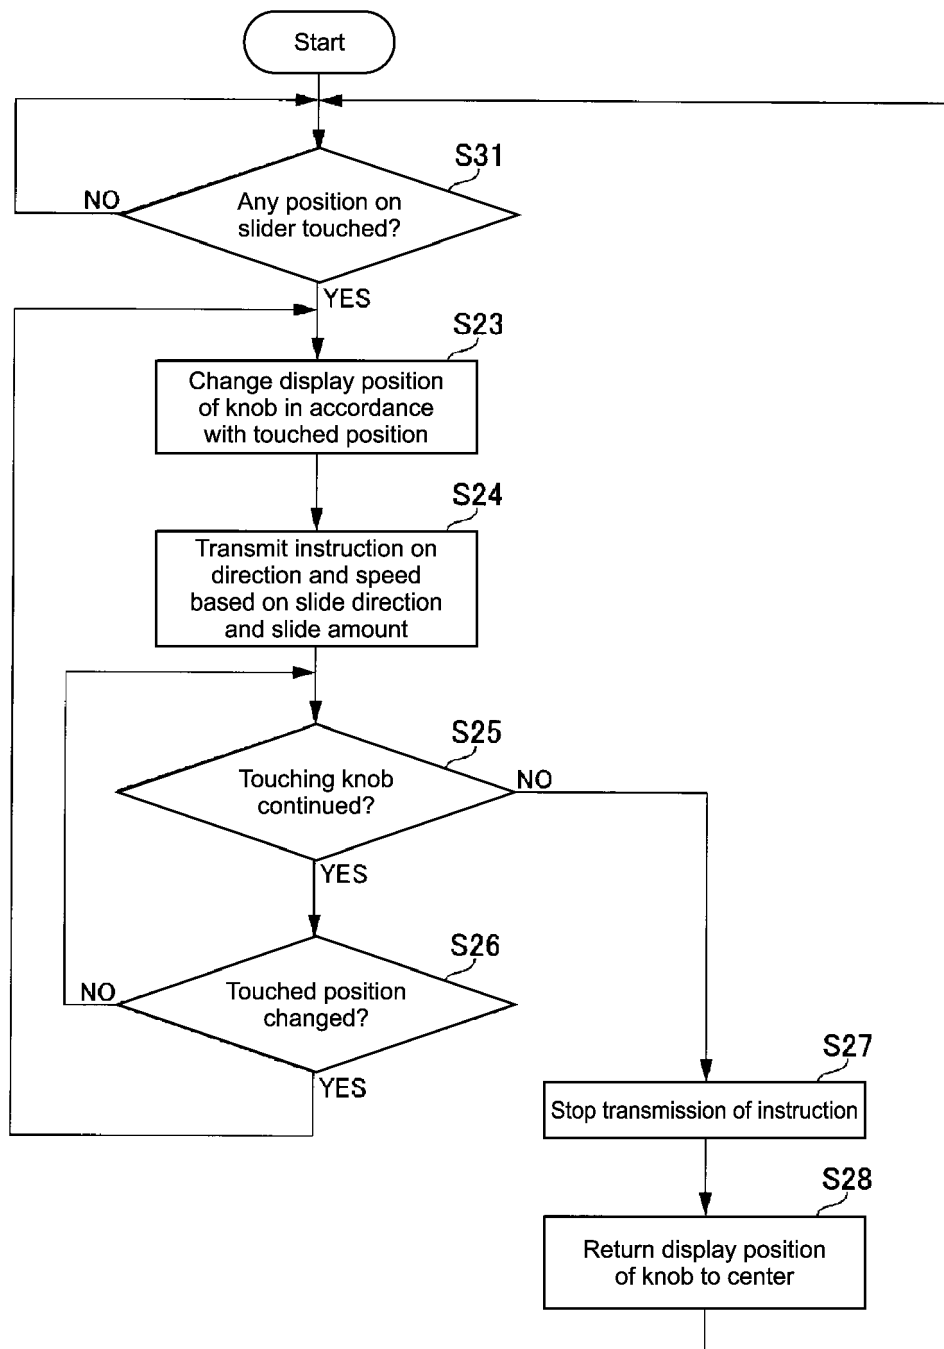 Start
S31
NO
Any position on
slider touched?
YES
S23
Change display position
of knob in accordance
with touched position
S24
Transmit instruction on
direction and speed
based on slide direction
and slide amount
S25
Touching knob
continued?
NO
YES
S26
NO
Touched position
changed?
YES
S27
Stop transmission of instruction
S28
Return display position
of knob to center